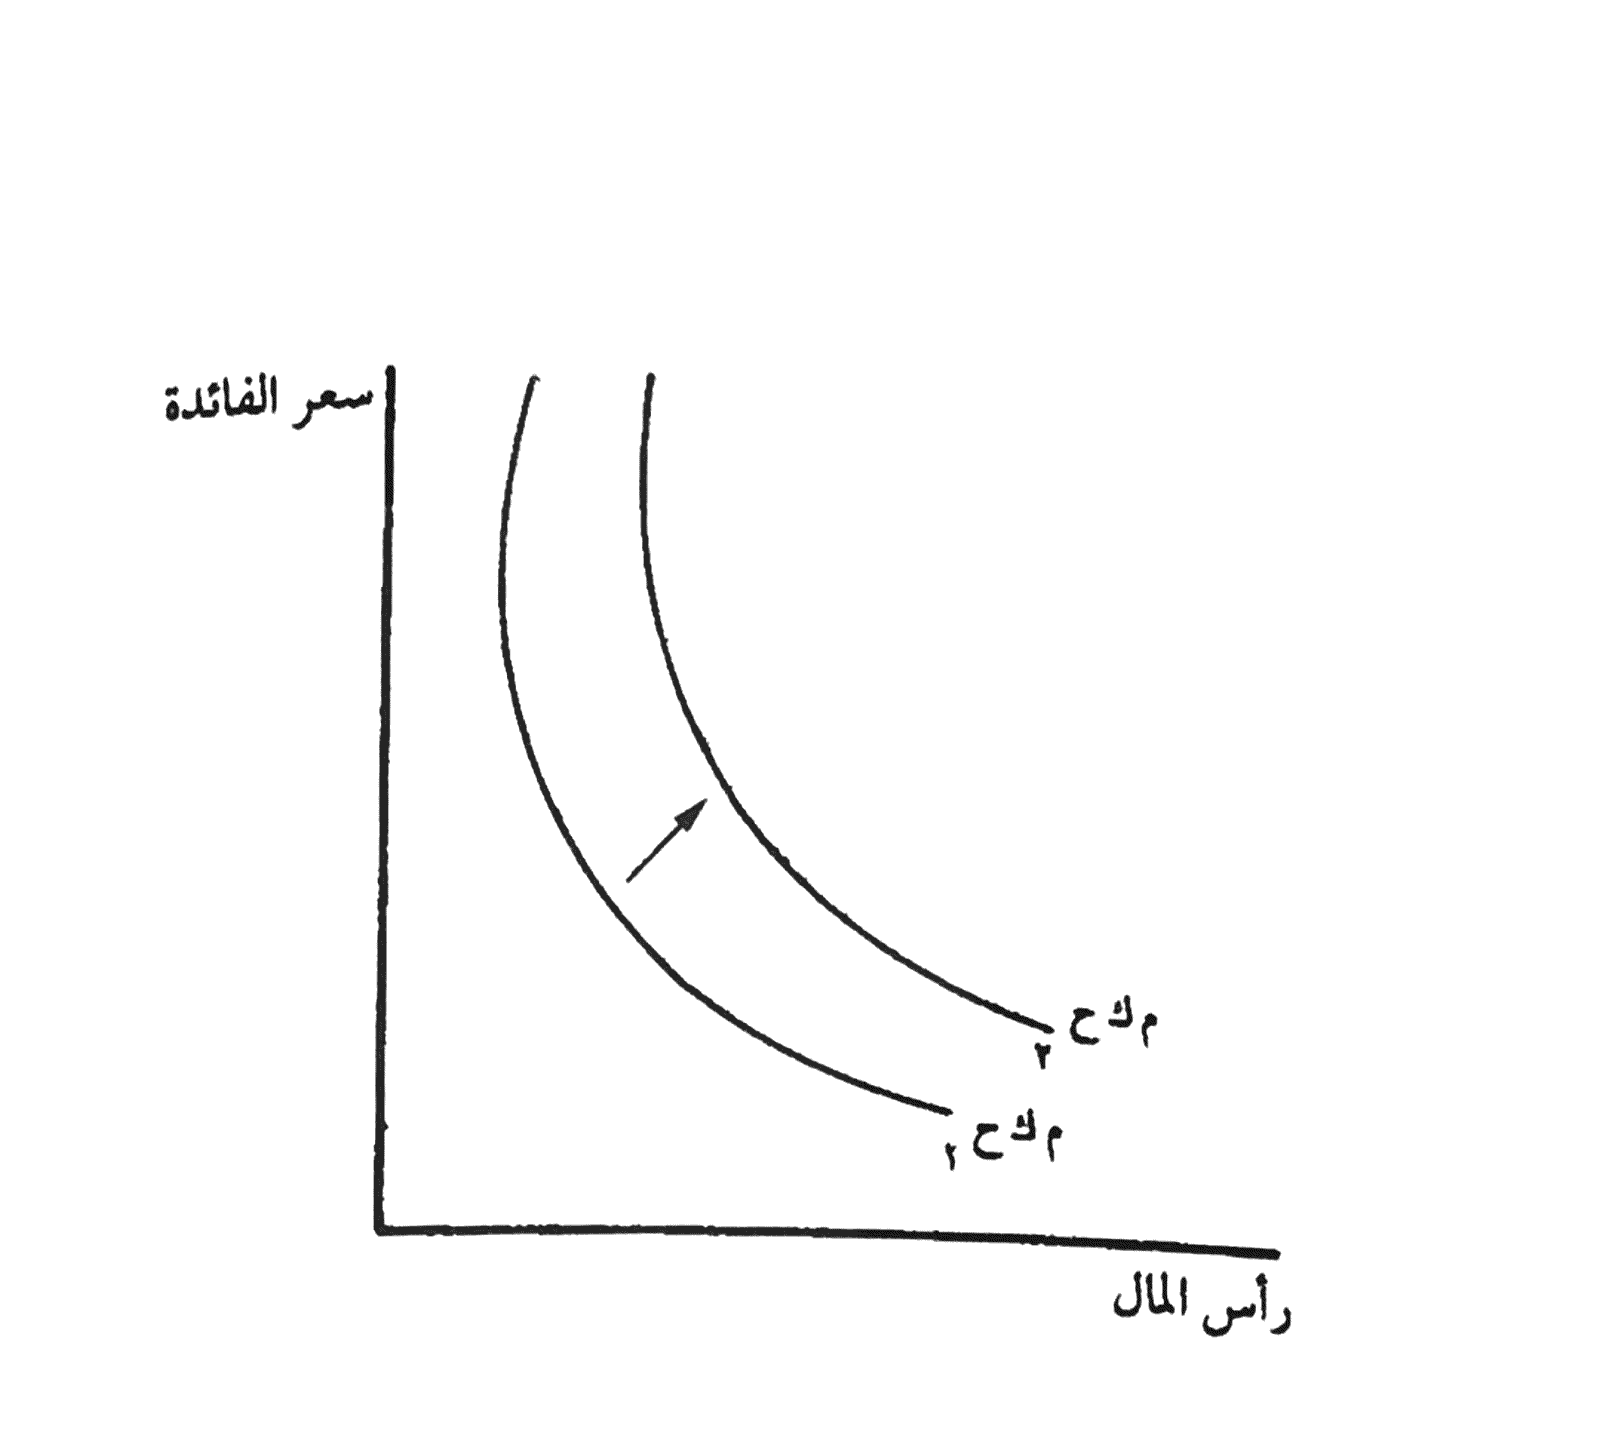 سعر الفائدة
م ك ح ٢
م ك ح ١
رأس المال